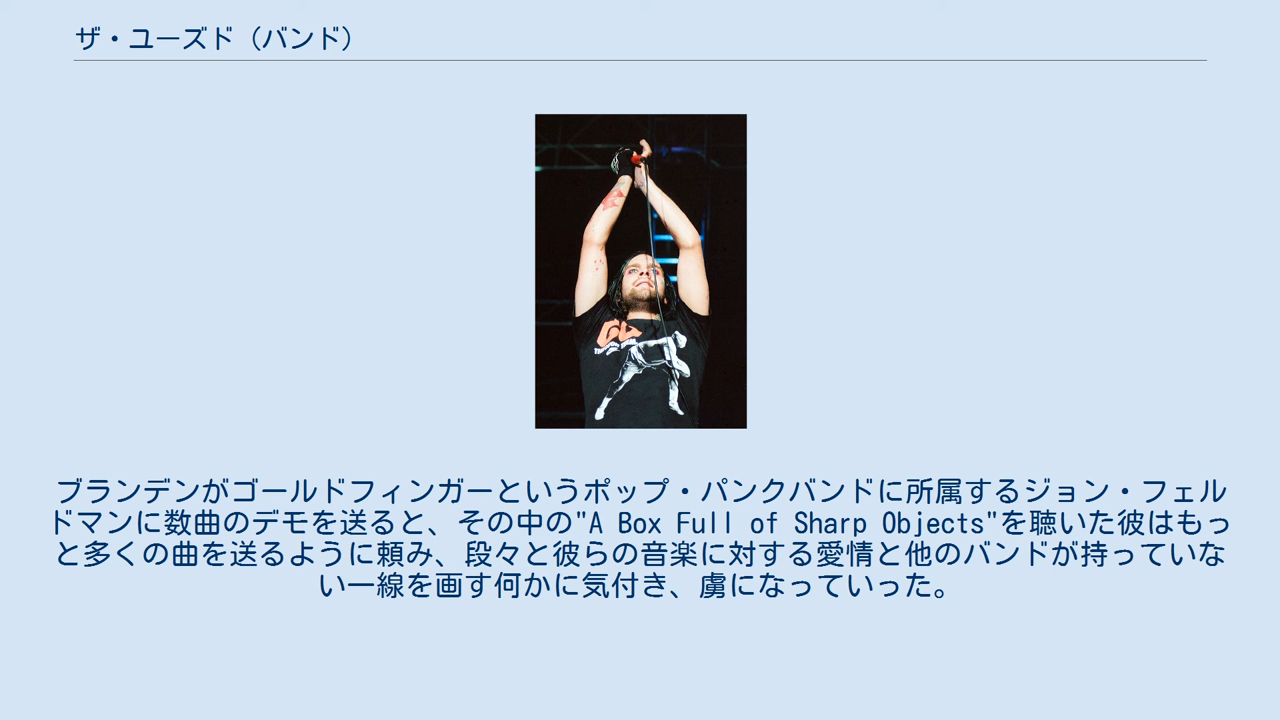 ザ・ユーズド（バンド）
ブランデンがゴールドフィンガーというポップ・パンクバンドに所属するジョン・フェル
ドマンに数曲のデモを送ると、その中の"A Box Full of Sharp Objects"を聴いた彼はもっ
と多くの曲を送るように頼み、段々と彼らの音楽に対する愛情と他のバンドが持っていな
い一線を画す何かに気付き、虜になっていった。